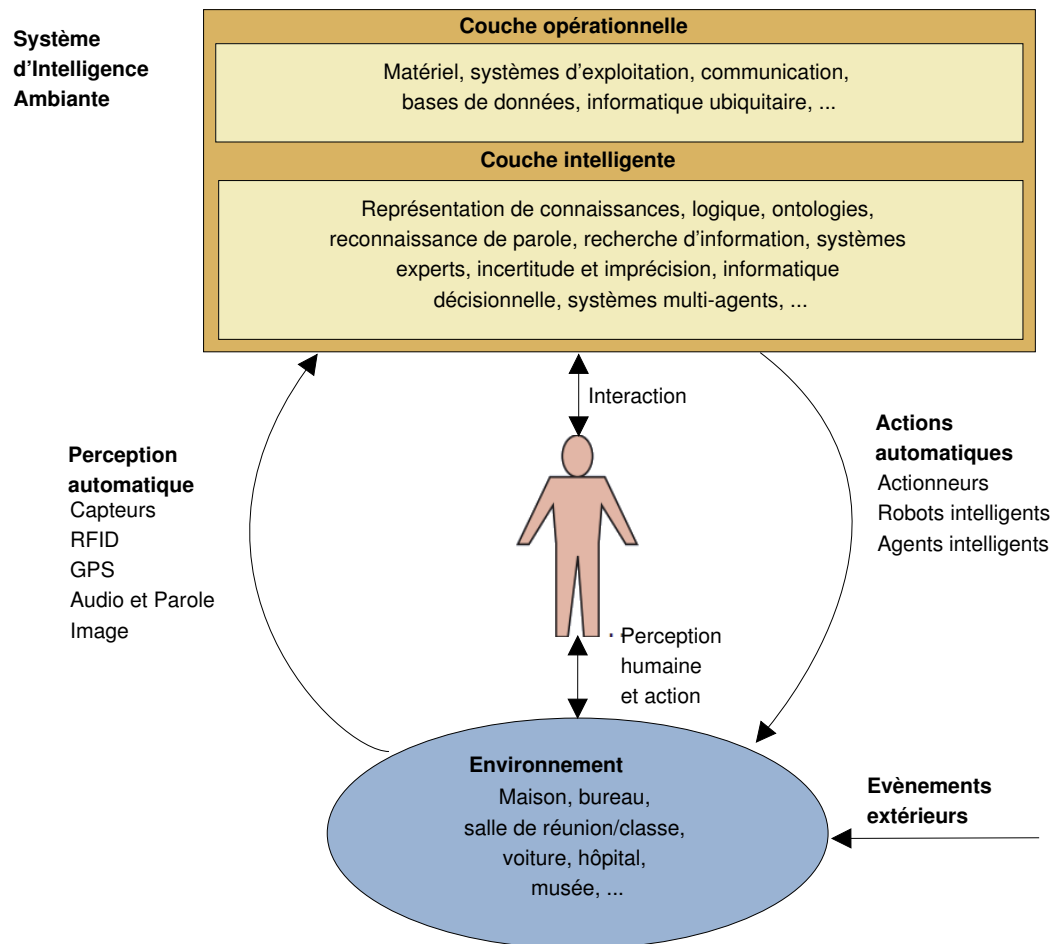 Système
d'Intelligence
Ambiante
Couche opérationnelle
Matériel, systèmes d'exploitation, communication,
bases de données, informatique ubiquitaire, ...
Couche intelligente
Représentation de connaissances, logique, ontologies,
reconnaissance de parole, recherche d'information, systèmes
experts, incertitude et imprécision, informatique
décisionnelle, systèmes multi-agents, ...
Interaction
Perception
automatique
Capteurs
RFID
GPS
Audio et Parole
Image
Actions
automatiques
Actionneurs
Robots intelligents
Agents intelligents
Perception
humaine
et action
Environnement
Maison, bureau,
salle de réunion/classe,
voiture, hôpital,
musée, ...
Evènements
extérieurs